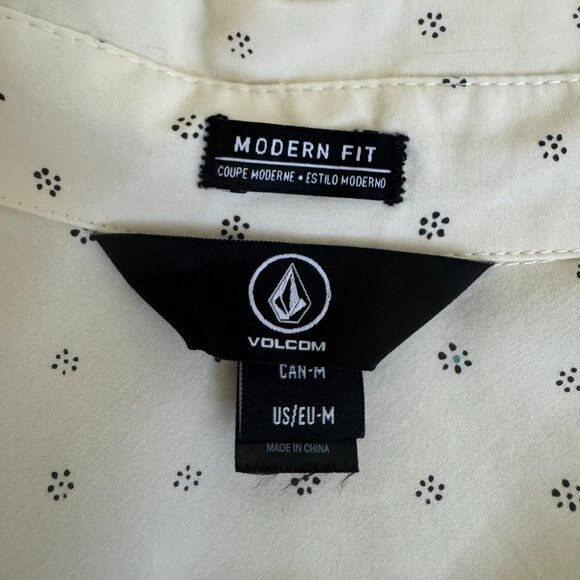 MODERN FIT
COUPE MODERNE • ESTILO MODERNO
VOLCOM
CAN-M
US/EU-M
MADE IN CHINA